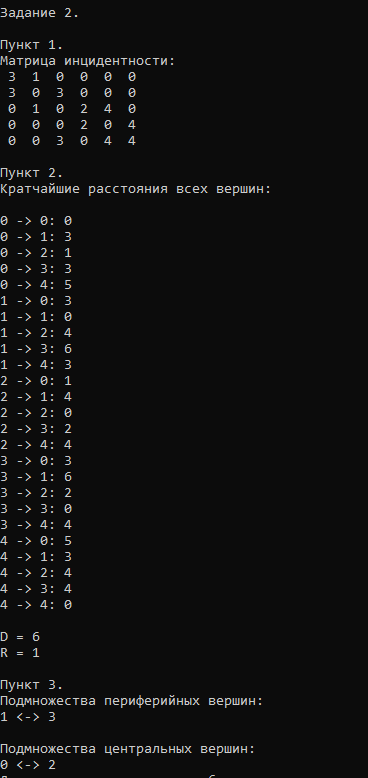 Задание 2.
Пункт 1.
Матрица инцидентности:
3 1 0 0 0 0
3 0 3 0 0 0
0 1 0 2 4 0
0 0 0 2 0 4
0 0 3 0 4 4
Пункт 2.
Кратчайшие расстояния всех вершин:
0 -> 0: 0
0 -> 1: 3
0 -> 2: 1
0 -> 3: 3
0 -> 4: 5
1 -> 0: 3
1 -> 1: 0
1 -> 2: 4
1 -> 3: 6
1 -> 4: 3
2 -> 0: 1
2 -> 1: 4
2 -> 2: 0
2 -> 3: 2
2 -> 4: 4
3 -> 0: 3
3 -> 1: 6
3 -> 2: 2
3 -> 3: 0
3 -> 4: 4
4 -> 0: 5
4 -> 1: 3
4 -> 2: 4
4 -> 3: 4
4 -> 4: 0
D = 6
R = 1
Пункт 3.
Подмножества периферийных вершин:
1 <-> 3
Подмножества центральных вершин:
0 <-> 2